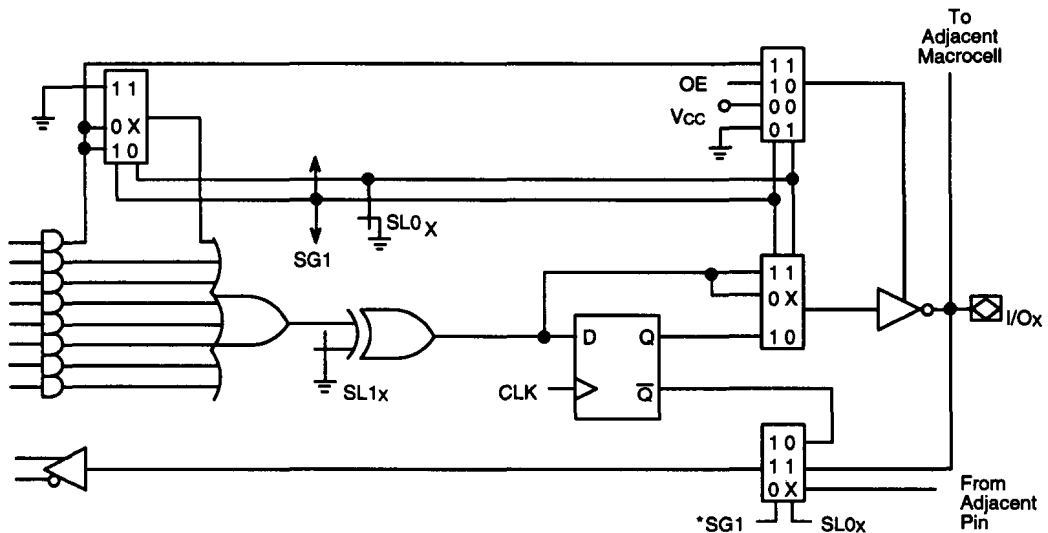 To
Adjacent
Macrocell
1 1
OE
1 0
VCC
0 0
0 1
1 1
0 X
1 0
SL0X
SG1
1 1
0 X
1 0
I/Ox
D
Q
CLK
Q̅
SL1x
1 0
1 1
0 X
From
Adjacent
Pin
*SG1
SL0x